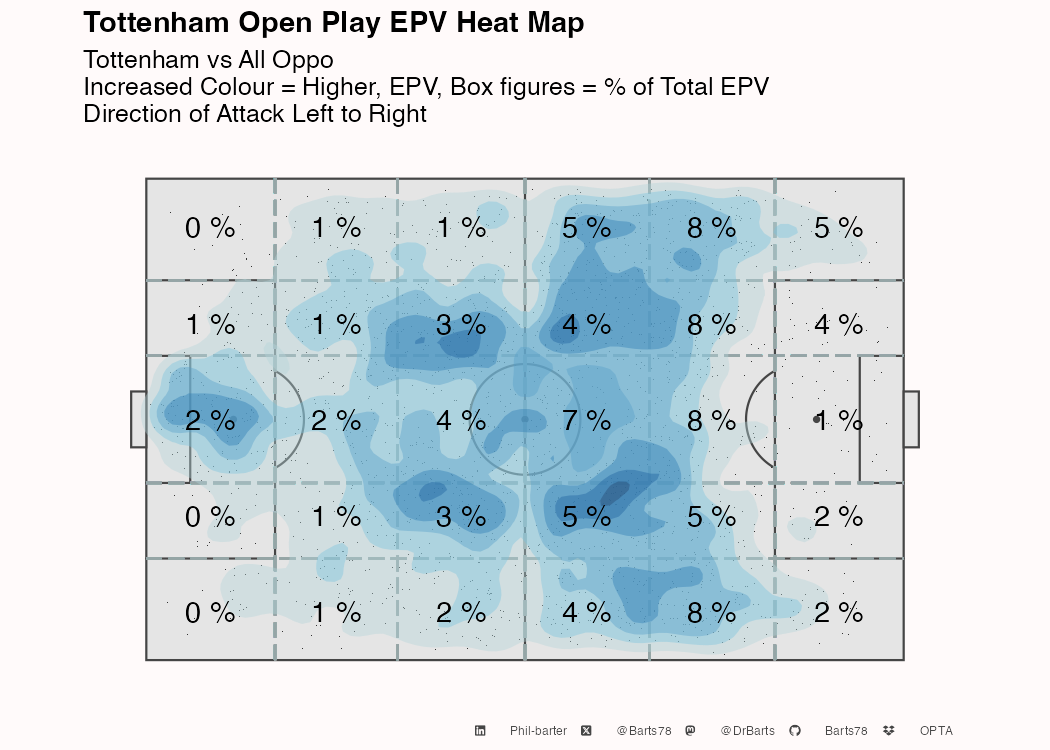 Tottenham Open Play EPV Heat Map
Tottenham vs All Oppo
Increased Colour = Higher, EPV, Box figures = % of Total EPV
Direction of Attack Left to Right
0 % 1 % 1 % 5 % 8 % 5 %
1 % 1 % 3 % 4 % 8 % 4 %
2 % 2 % 4 % 7 % 8 % 1 %
0 % 1 % 3 % 5 % 5 % 2 %
0 % 1 % 2 % 4 % 8 % 2 %
Phil-barter @Barts78 @DrBarts Barts78 OPTA